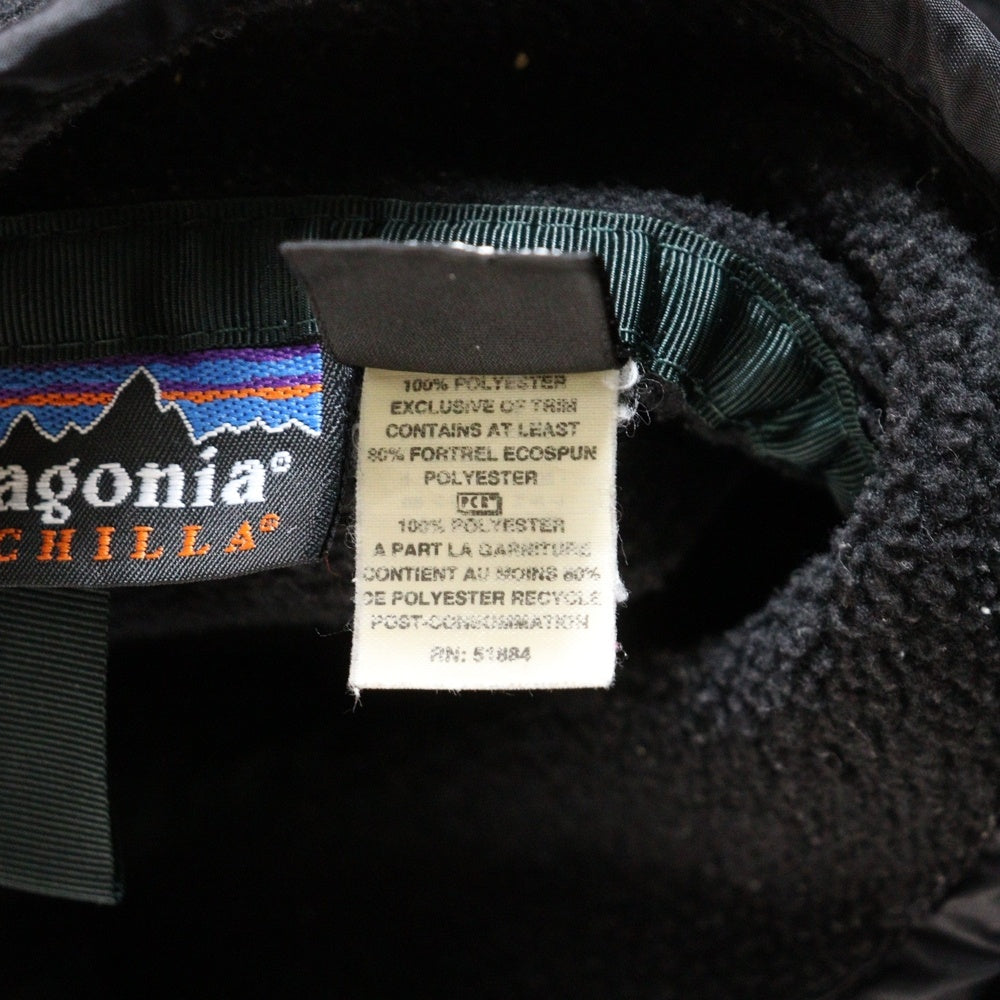 agonia®
CHILLA®
100% POLYESTER
EXCLUSIVE OF TRIM
CONTAINS AT LEAST
80% FORTREL ECOSPUN
POLYESTER
PCR
100% POLYESTER
A PART LA GARNITURE
CONTIENT AU MOINS 80%
DE POLYESTER RECYCLE
POST-CONSOMMATION
RN: 51884